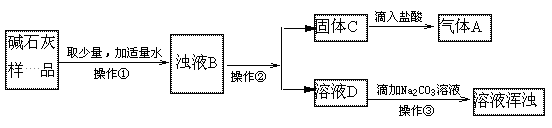 碱石灰
样 品
取少量，加适量水
操作①
浊液B
操作②
固体C
滴入盐酸
气体A
溶液D
滴加Na2CO3溶液
操作③
溶液浑浊